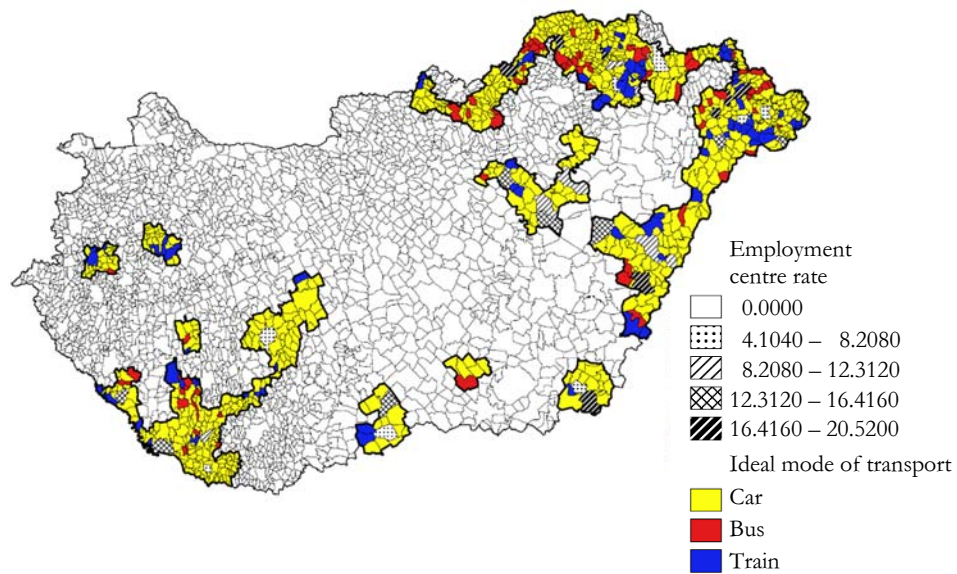 Employment
centre rate
0.0000
4.1040 – 8.2080
8.2080 – 12.3120
12.3120 – 16.4160
16.4160 – 20.5200
Ideal mode of transport
Car
Bus
Train